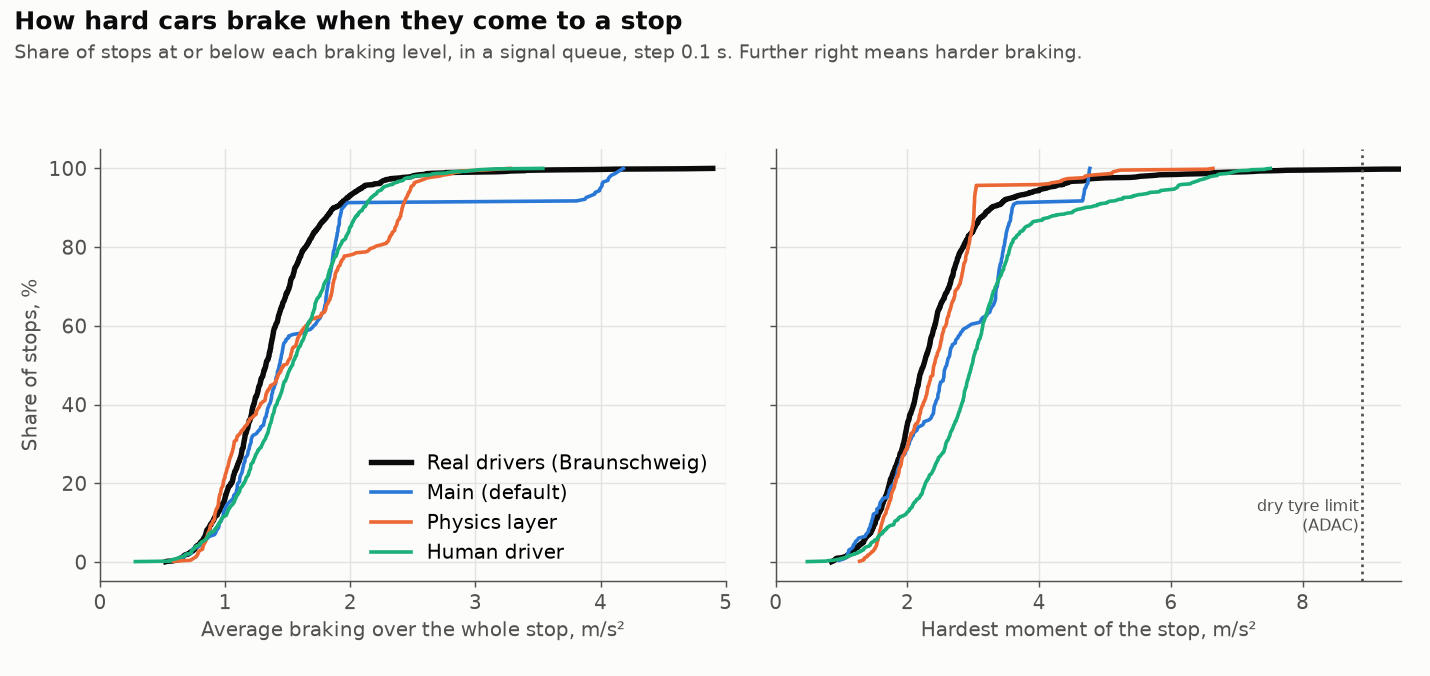 How hard cars brake when they come to a stop
Share of stops at or below each braking level, in a signal queue, step 0.1 s. Further right means harder braking.
Share of stops, %
100
80
60
40
20
0
0 1 2 3 4 5
Average braking over the whole stop, m/s²
Real drivers (Braunschweig)
Main (default)
Physics layer
Human driver
dry tyre limit
(ADAC)
0 2 4 6 8
Hardest moment of the stop, m/s²